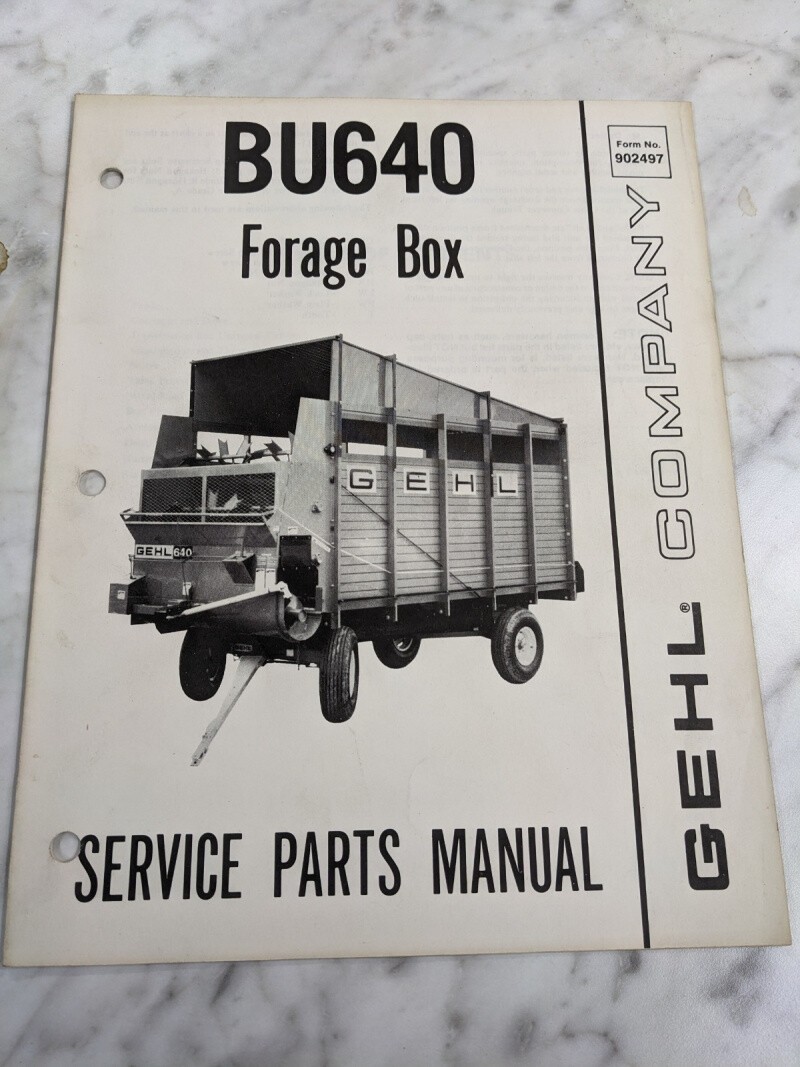 BU640
Forage Box
Form No.
902497
GEHL® COMPANY
GEHL
GEHL 640
SERVICE PARTS MANUAL